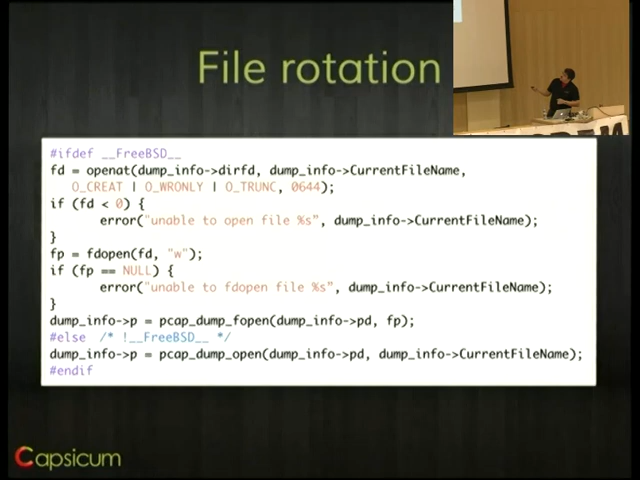 File rotation
#ifdef __FreeBSD__
fd = openat(dump_info->dirfd, dump_info->CurrentFileName,
O_CREAT | O_WRONLY | O_TRUNC, 0644);
if (fd < 0) {
error("unable to open file %s", dump_info->CurrentFileName);
}
fp = fdopen(fd, "w");
if (fp == NULL) {
error("unable to fdopen file %s", dump_info->CurrentFileName);
}
dump_info->p = pcap_dump_fopen(dump_info->pd, fp);
#else /* !__FreeBSD__ */
dump_info->p = pcap_dump_open(dump_info->pd, dump_info->CurrentFileName);
#endif
Capsicum